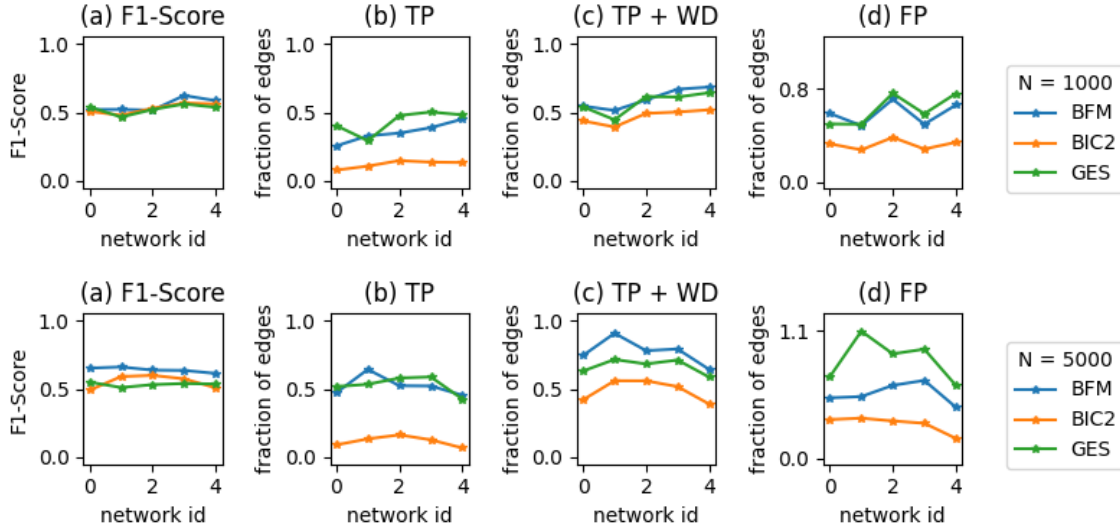 (a) F1-Score
(b) TP
(c) TP + WD
(d) FP
F1-Score
1.0
0.5
0.0
0 2 4
network id
fraction of edges
1.0
0.5
0.0
0 2 4
network id
fraction of edges
1.0
0.5
0.0
0 2 4
network id
fraction of edges
0.8
0.0
0 2 4
network id
N = 1000
BFM
BIC2
GES
(a) F1-Score
(b) TP
(c) TP + WD
(d) FP
F1-Score
1.0
0.5
0.0
0 2 4
network id
fraction of edges
1.0
0.5
0.0
0 2 4
network id
fraction of edges
1.0
0.5
0.0
0 2 4
network id
fraction of edges
1.1
0.0
0 2 4
network id
N = 5000
BFM
BIC2
GES